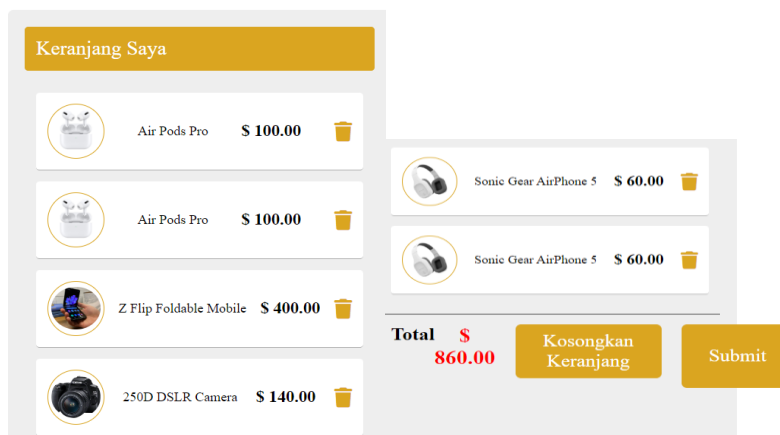 Keranjang Saya
Air Pods Pro $ 100.00
Air Pods Pro $ 100.00
Z Flip Foldable Mobile $ 400.00
250D DSLR Camera $ 140.00
Sonic Gear AirPhone 5 $ 60.00
Sonic Gear AirPhone 5 $ 60.00
Total $
860.00
Kosongkan
Keranjang
Submit